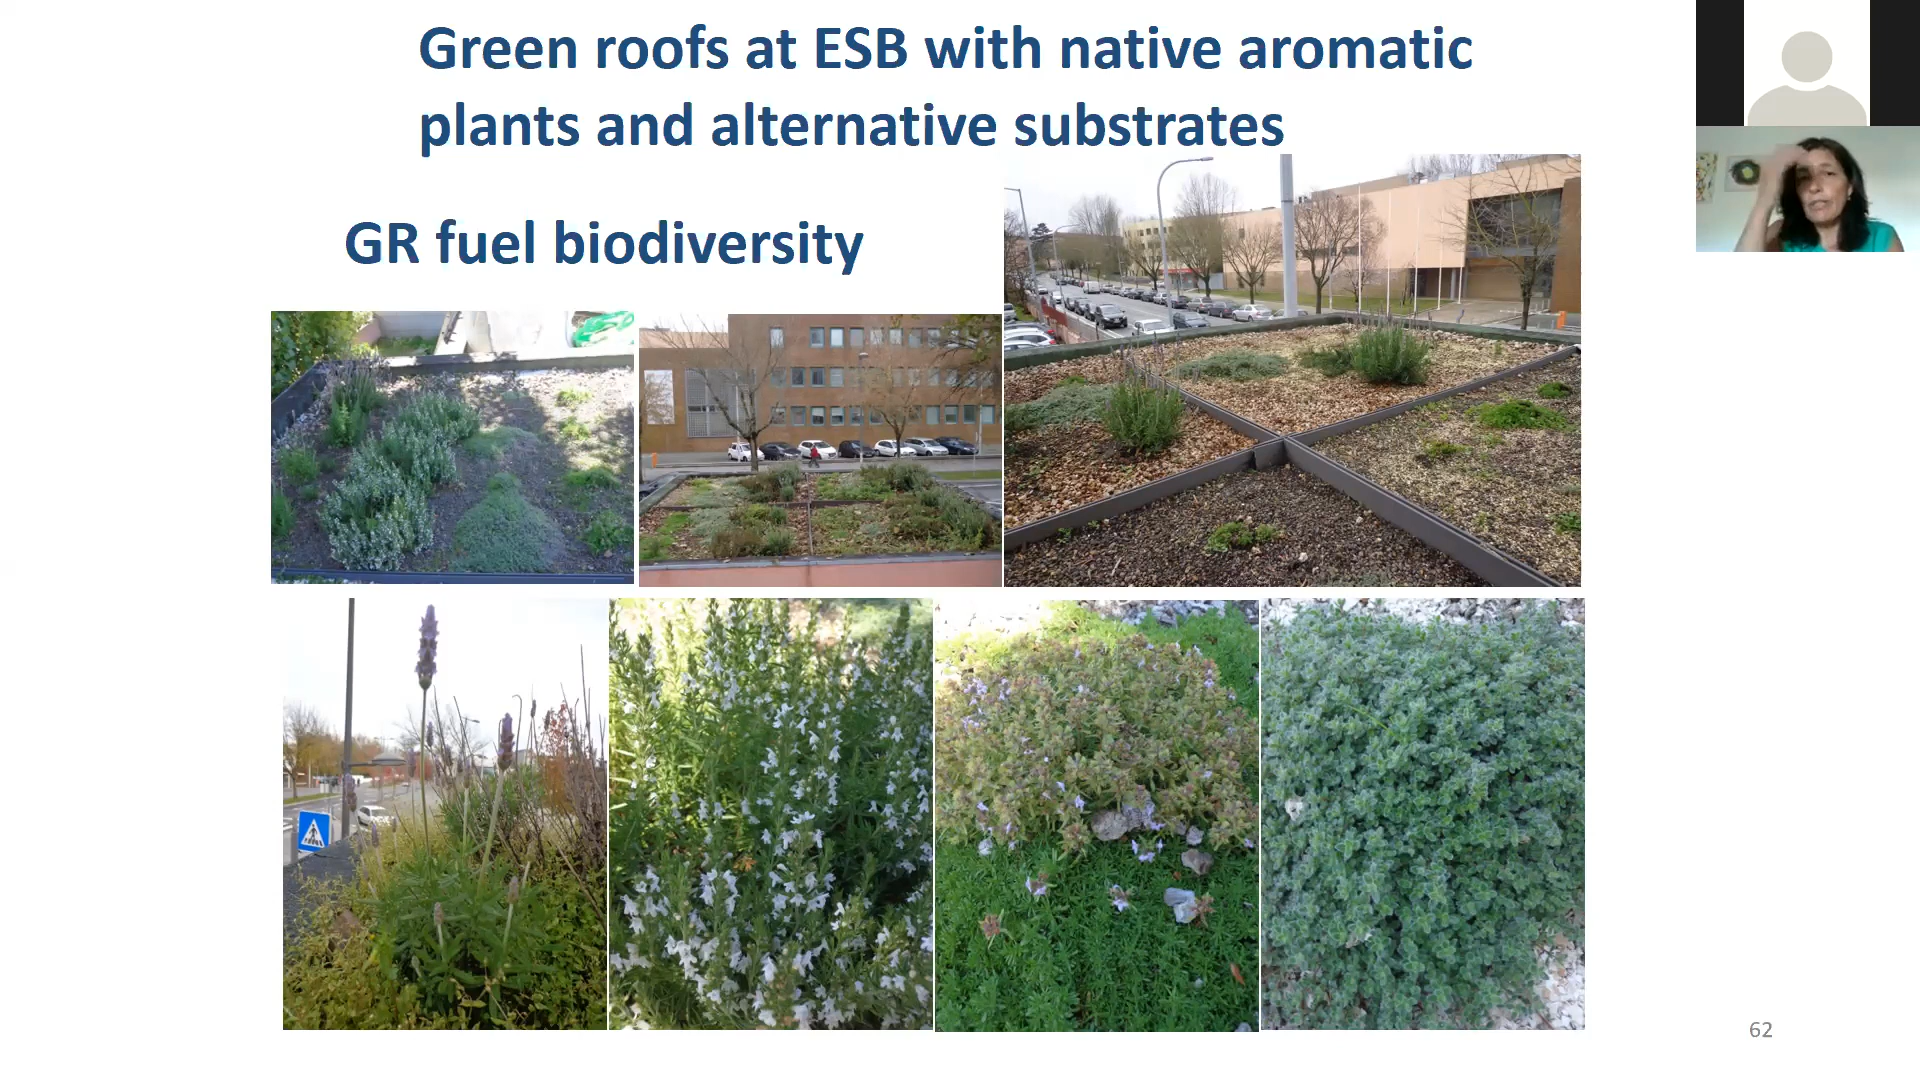 Green roofs at ESB with native aromatic
plants and alternative substrates
GR fuel biodiversity
62